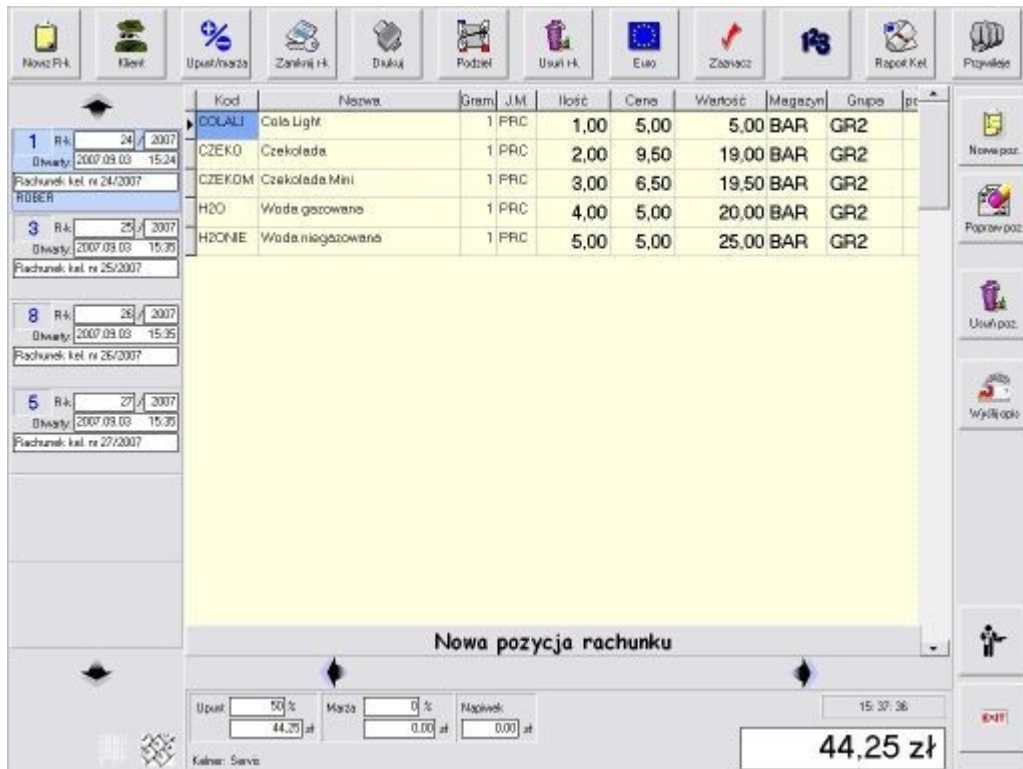 Nowe R-k.
Klient
Upust/marża
Zamknij r-k.
Drukuj
Podziel
Usuń r-k.
Euro
Zaznacz
123
Raport Kel.
Przywileje
Kod Nazwa Gram. J.M. Ilość Cena Wartość Magazyn Grupa
COLALI Cola Light 1 PRC 1,00 5,00 5,00 BAR GR2
CZEKO Czekolada 1 PRC 2,00 9,50 19,00 BAR GR2
CZEKOM Czekolada Mini 1 PRC 3,00 6,50 19,50 BAR GR2
H2O Woda gazowana 1 PRC 4,00 5,00 20,00 BAR GR2
H2ONIE Woda niegazowana 1 PRC 5,00 5,00 25,00 BAR GR2
1 R-k. 24 / 2007
Otwarty: 2007.09.03 15:24
Rachunek kel. nr 24/2007
ROBER
3 R-k. 25 / 2007
Otwarty: 2007.09.03 15:35
Rachunek kel. nr 25/2007
8 R-k. 26 / 2007
Otwarty: 2007.09.03 15:35
Rachunek kel. nr 26/2007
5 R-k. 27 / 2007
Otwarty: 2007.09.03 15:35
Rachunek kel. nr 27/2007
Nowa poz.
Popraw poz.
Usuń poz.
Wyślij opis
EXIT
Nowa pozycja rachunku
Upust 50 % Marża 0 % Napiwek
44,25 zł 0,00 zł 0,00 zł
Kelner: Serwis
15:37:36
44,25 zł